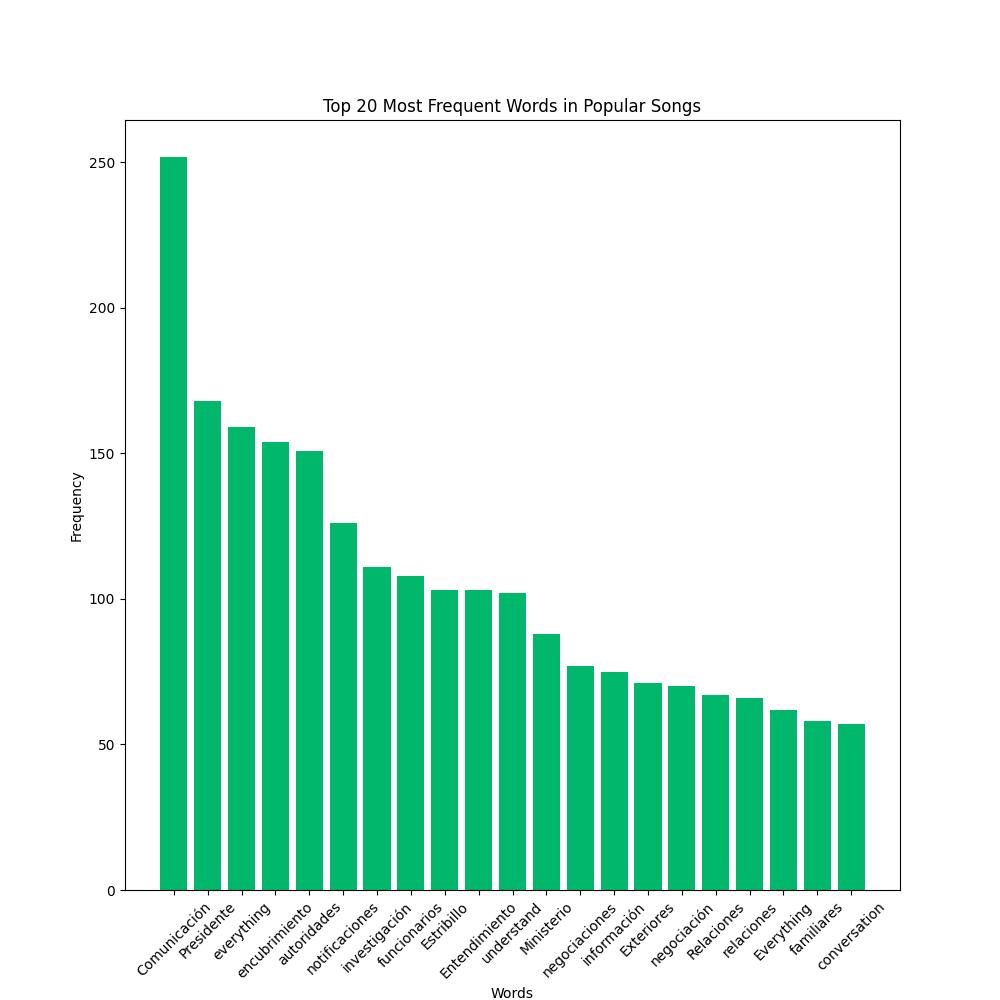 Top 20 Most Frequent Words in Popular Songs
250
200
150
100
50
0
Frequency
Comunicación
Presidente
everything
encubrimiento
autoridades
notificaciones
investigación
funcionarios
Estribillo
Entendimiento
understand
Ministerio
negociaciones
información
Exteriores
negociación
Relaciones
relaciones
Everything
familiares
conversation
Words